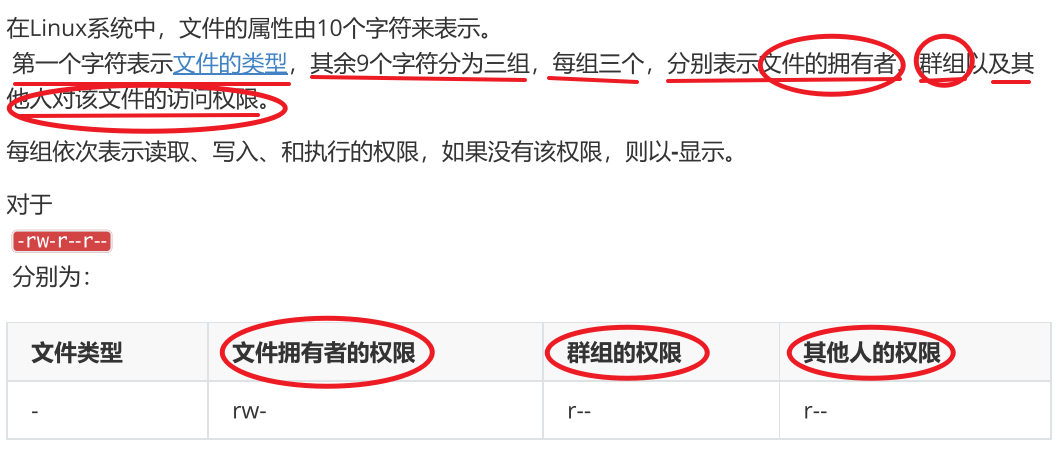 在Linux系统中，文件的属性由10个字符来表示。
第一个字符表示文件的类型，其余9个字符分为三组，每组三个，分别表示文件的拥有者，群组以及其
他人对该文件的访问权限。
每组依次表示读取、写入、和执行的权限，如果没有该权限，则以-显示。
对于
-rw-r--r--
分别为：
文件类型 文件拥有者的权限 群组的权限 其他人的权限
- rw- r-- r--